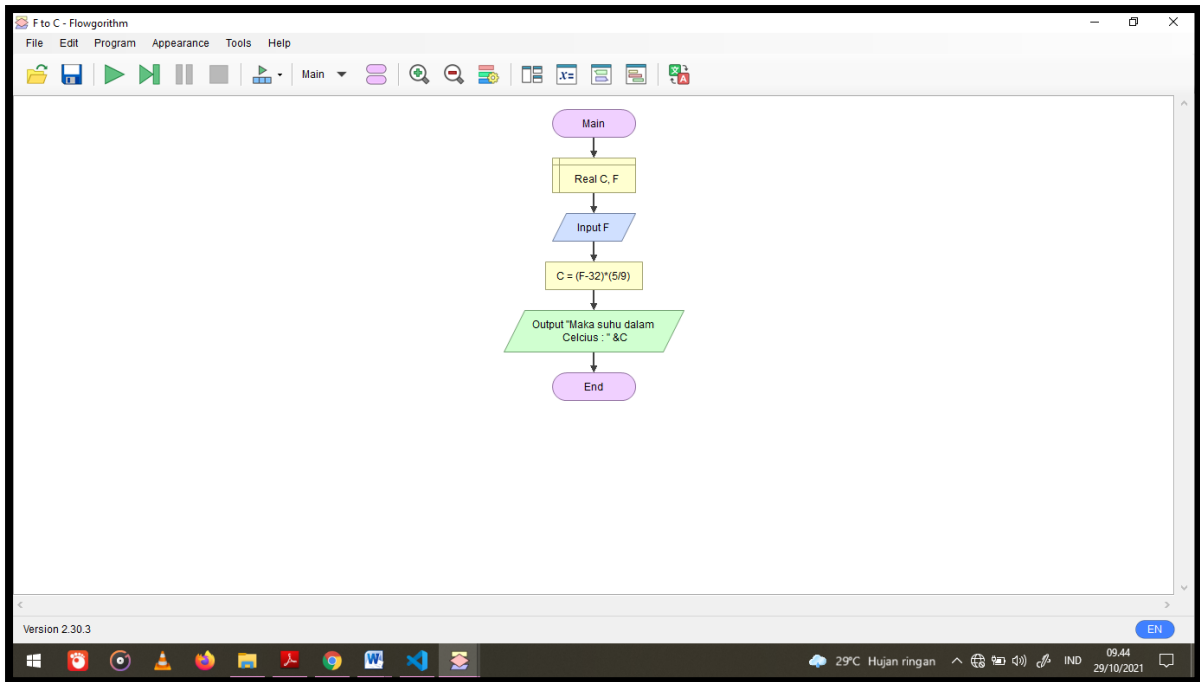 F to C - Flowgorithm
File Edit Program Appearance Tools Help
Main
Main
Real C, F
Input F
C = (F-32)*(5/9)
Output "Maka suhu dalam
Celcius : " &C
End
Version 2.30.3
EN
29°C Hujan ringan
IND
09.44
29/10/2021